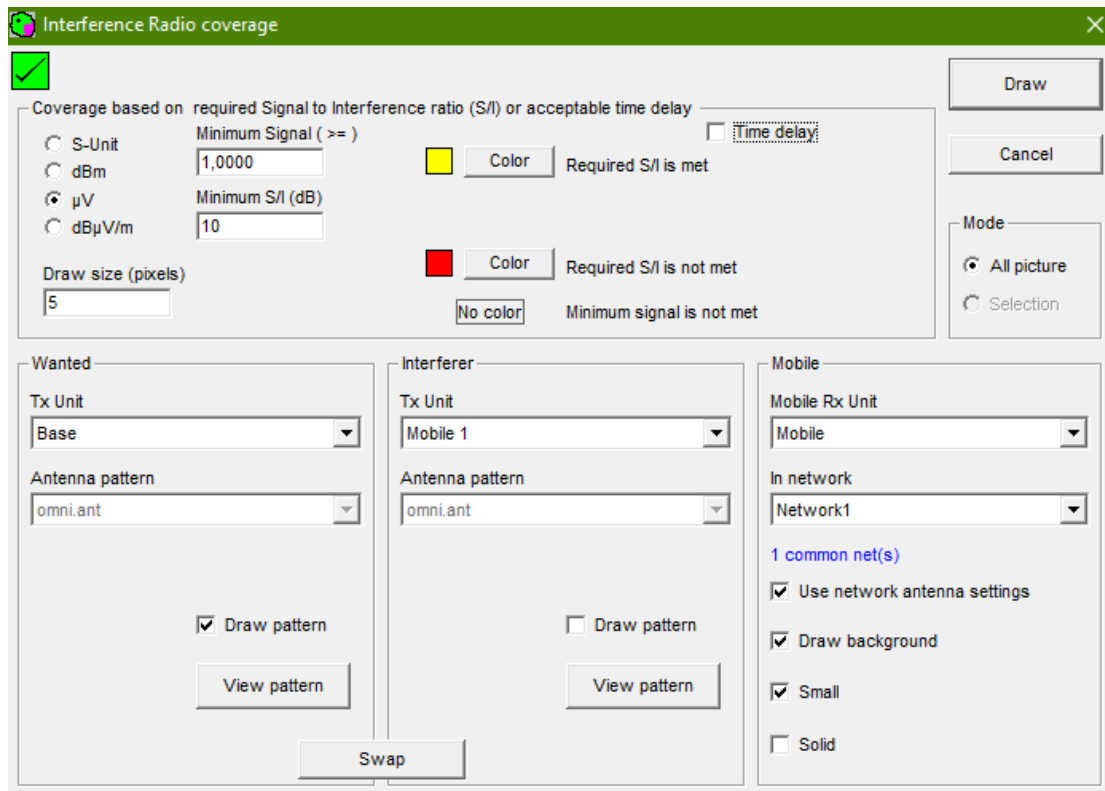 Interference Radio coverage
Draw
Coverage based on  required Signal to Interference ratio (S/I) or acceptable time delay
S-Unit
Minimum Signal ( >= )
Time delay
dBm
1,0000
Color
Required S/I is met
Cancel
µV
Minimum S/I (dB)
dBµV/m
10
Mode
Draw size (pixels)
Color
Required S/I is not met
All picture
5
No color
Minimum signal is not met
Selection
Wanted
Tx Unit
Base
Antenna pattern
omni.ant
Draw pattern
View pattern
Interferer
Tx Unit
Mobile 1
Antenna pattern
omni.ant
Draw pattern
View pattern
Swap
Mobile
Mobile Rx Unit
Mobile
In network
Network1
1 common net(s)
Use network antenna settings
Draw background
Small
Solid